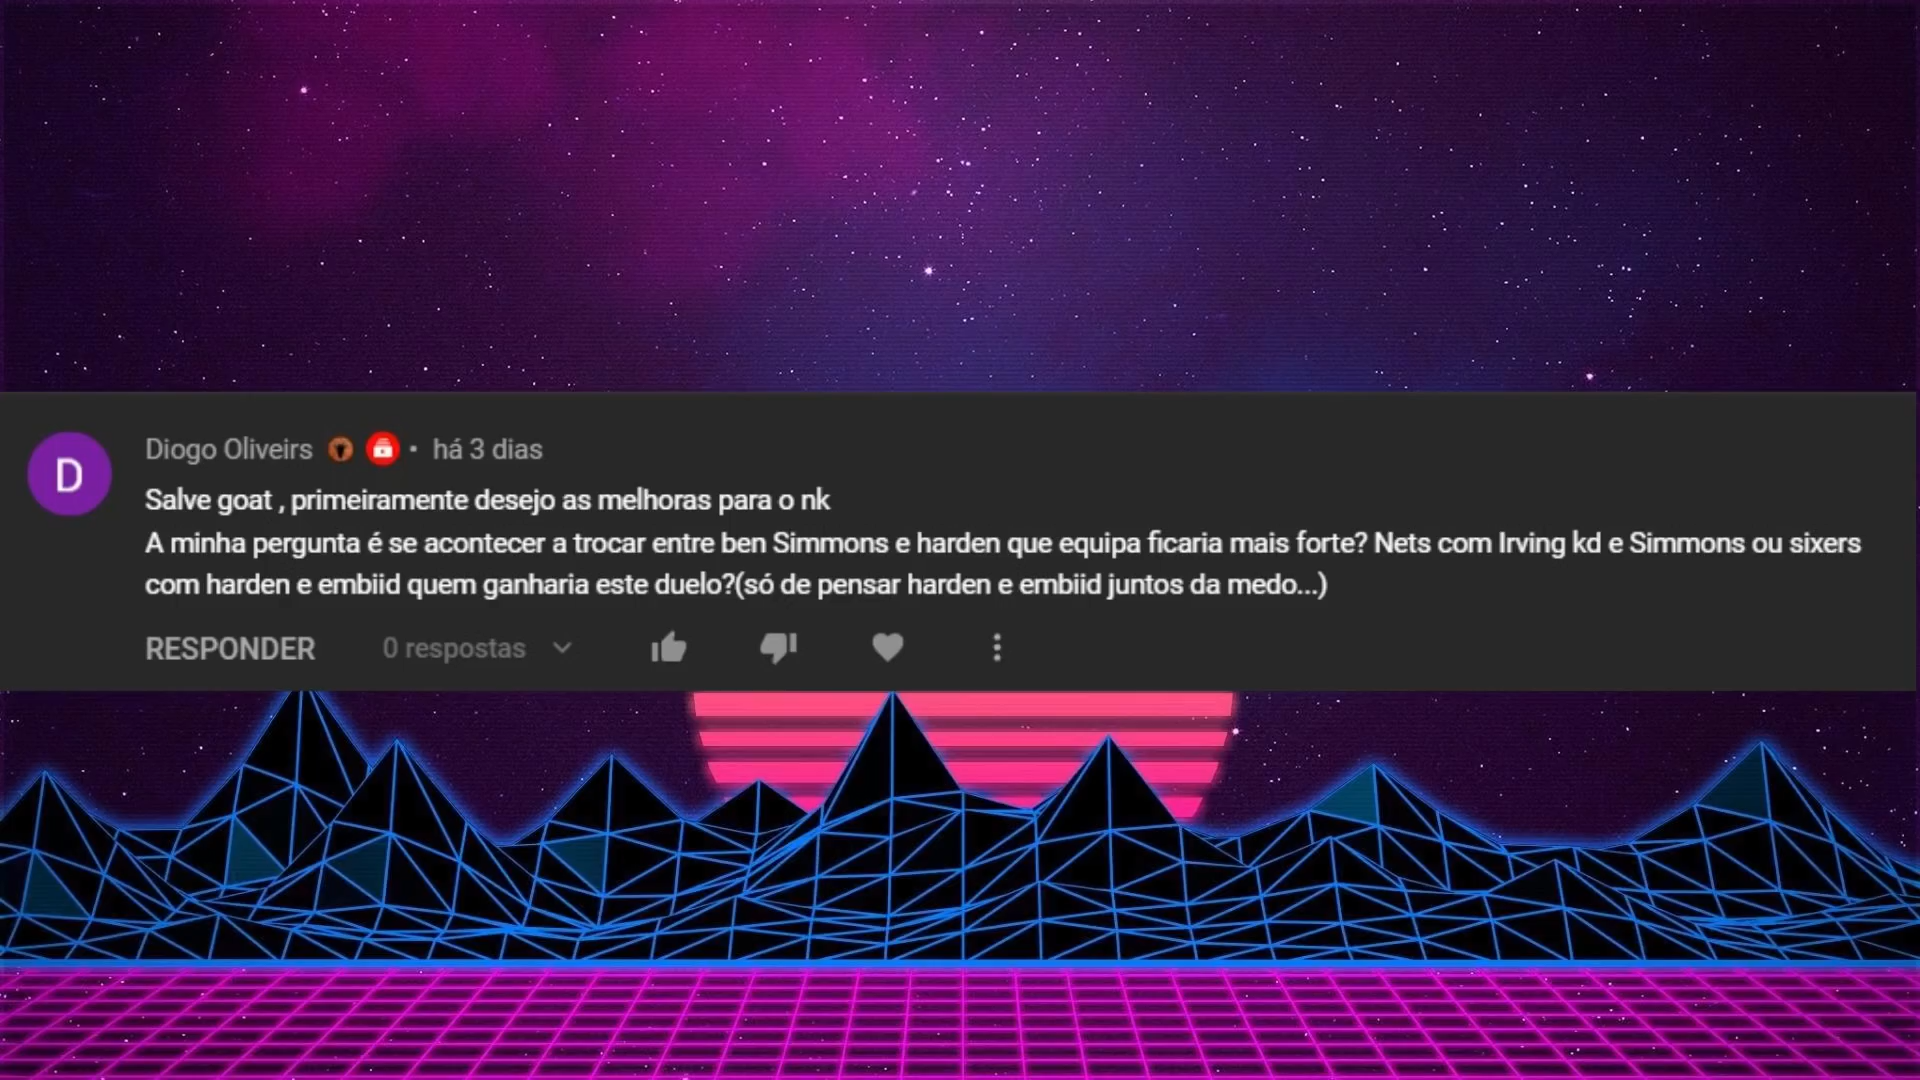 D
Diogo Oliveirs • há 3 dias
Salve goat , primeiramente desejo as melhoras para o nk
A minha pergunta é se acontecer a trocar entre ben Simmons e harden que equipa ficaria mais forte? Nets com Irving kd e Simmons ou sixers
com harden e embiid quem ganharia este duelo?(só de pensar harden e embiid juntos da medo...)
RESPONDER 0 respostas